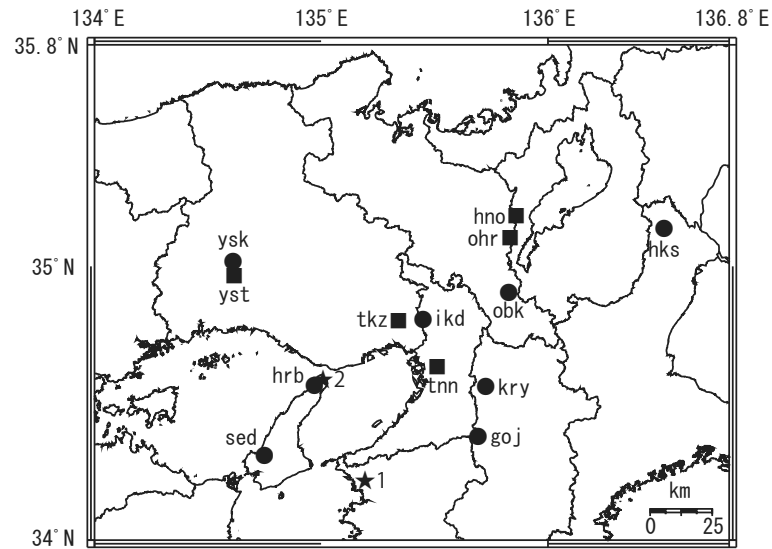 134°E 135°E 136°E 136.8°E
35.8°N
hno
ohr
ysk
hks
35°N
yst
obk
tkz ikd
hrb 2 tnn kry
sed goj
1
km
34°N
0 25